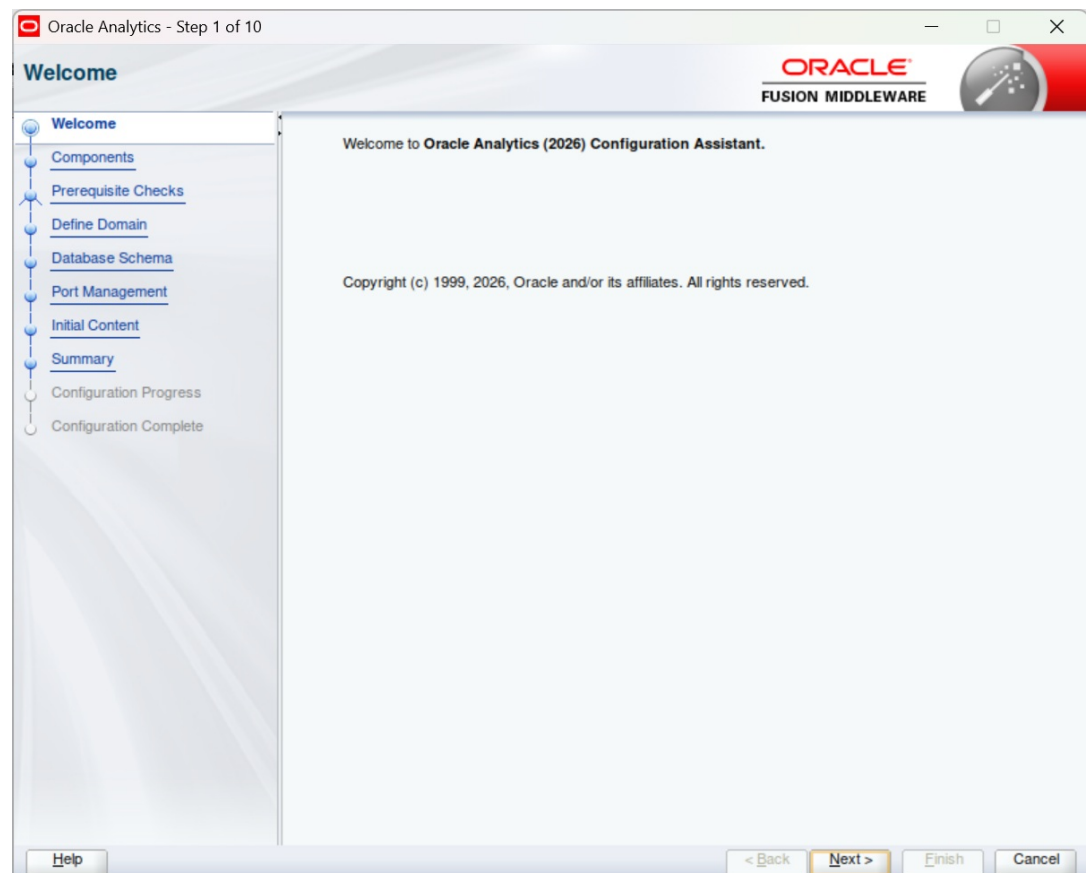 Oracle Analytics - Step 1 of 10
Welcome
ORACLE
FUSION MIDDLEWARE
Welcome
Components
Prerequisite Checks
Define Domain
Database Schema
Port Management
Initial Content
Summary
Configuration Progress
Configuration Complete
Welcome to Oracle Analytics (2026) Configuration Assistant.
Copyright (c) 1999, 2026, Oracle and/or its affiliates. All rights reserved.
Help
< Back
Next >
Finish
Cancel